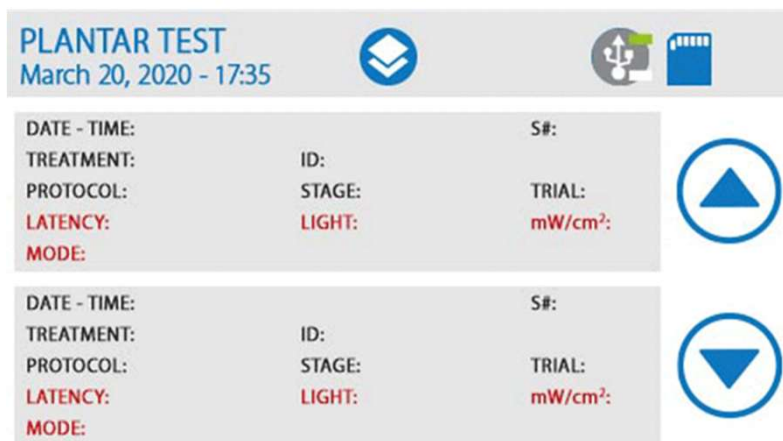 PLANTAR TEST
March 20, 2020 - 17:35
DATE - TIME: S#:
TREATMENT: ID:
PROTOCOL: STAGE: TRIAL:
LATENCY: LIGHT: mW/cm²:
MODE:
DATE - TIME: S#:
TREATMENT: ID:
PROTOCOL: STAGE: TRIAL:
LATENCY: LIGHT: mW/cm²:
MODE: